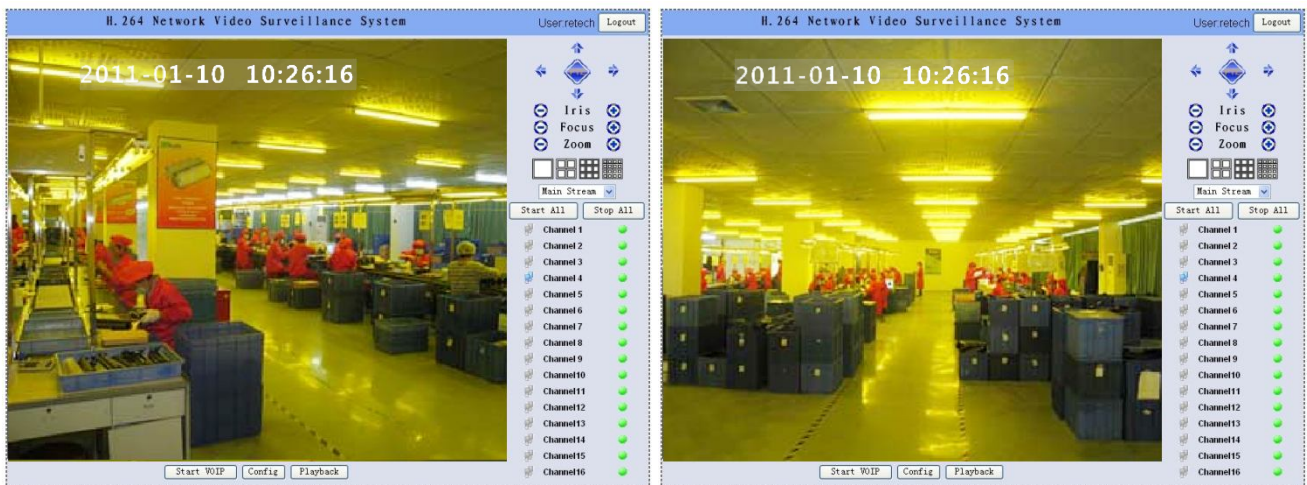 H.264 Network Video Surveillance System
User:retech
Logout
2011-01-10 10:26:16
Iris
Focus
Zoom
Main Stream
Start All
Stop All
Channel 1
Channel 2
Channel 3
Channel 4
Channel 5
Channel 6
Channel 7
Channel 8
Channel 9
Channel10
Channel11
Channel12
Channel13
Channel14
Channel15
Channel16
Start VOIP
Config
Playback
H.264 Network Video Surveillance System
User:retech
Logout
2011-01-10 10:26:16
Iris
Focus
Zoom
Main Stream
Start All
Stop All
Channel 1
Channel 2
Channel 3
Channel 4
Channel 5
Channel 6
Channel 7
Channel 8
Channel 9
Channel10
Channel11
Channel12
Channel13
Channel14
Channel15
Channel16
Start VOIP
Config
Playback